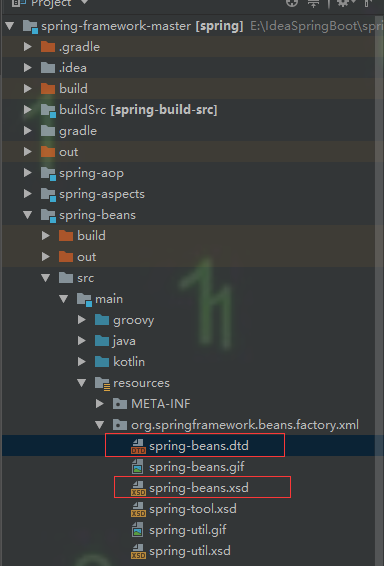 Project
spring-framework-master [spring] E:\IdeaSpringBoot\spr
.gradle
.idea
build
buildSrc [spring-build-src]
gradle
out
spring-aop
spring-aspects
spring-beans
build
out
src
main
groovy
java
kotlin
resources
META-INF
org.springframework.beans.factory.xml
spring-beans.dtd
spring-beans.gif
spring-beans.xsd
spring-tool.xsd
spring-util.gif
spring-util.xsd